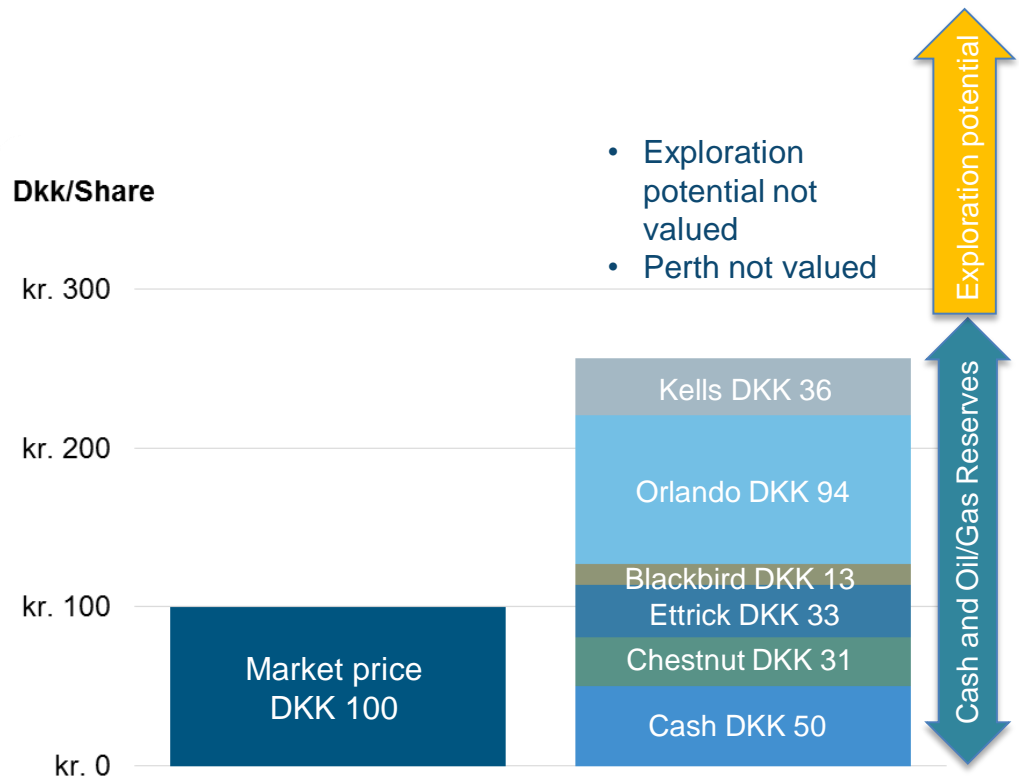 Exploration potential
• Exploration
potential not
valued
• Perth not valued
Dkk/Share
kr. 300
kr. 200
kr. 100
kr. 0
Market price
DKK 100
Kells DKK 36
Orlando DKK 94
Blackbird DKK 13
Ettrick DKK 33
Chestnut DKK 31
Cash DKK 50
Cash and Oil/Gas Reserves